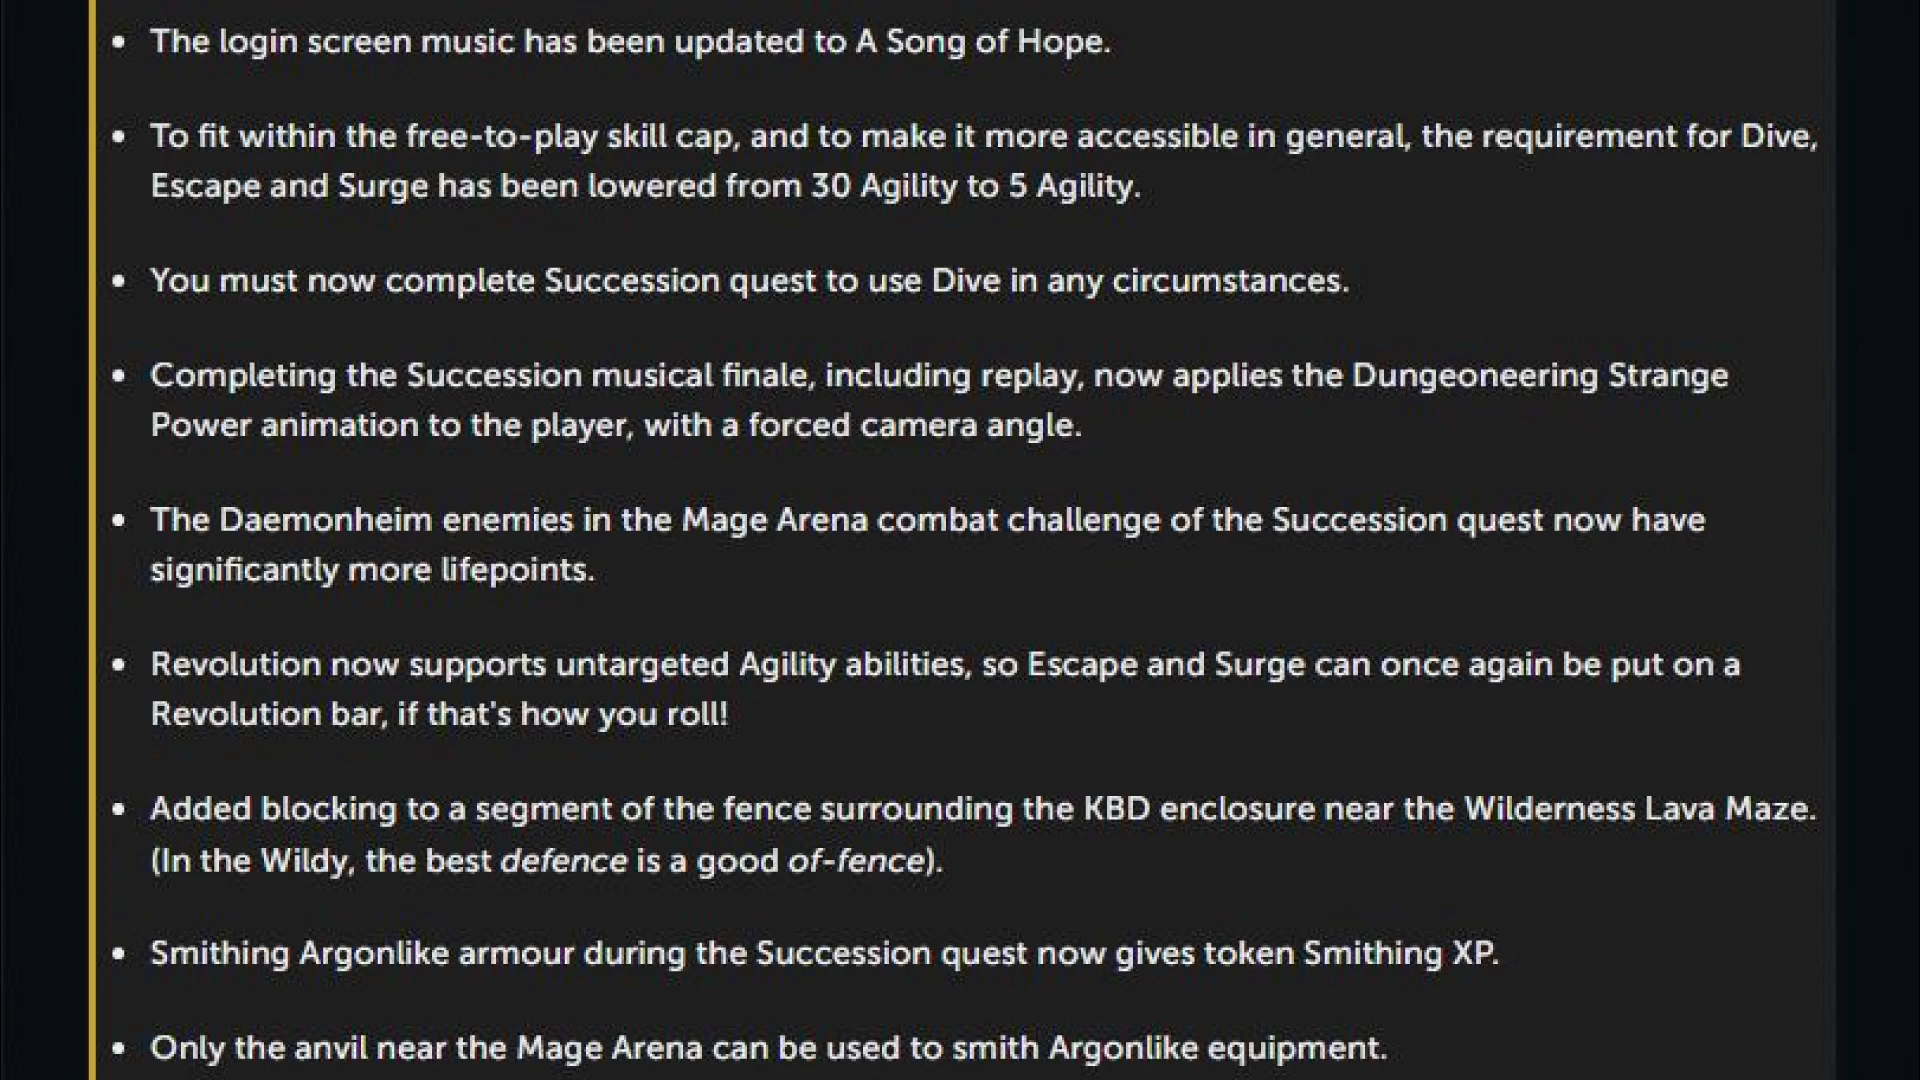 • The login screen music has been updated to A Song of Hope.
• To fit within the free-to-play skill cap, and to make it more accessible in general, the requirement for Dive,
Escape and Surge has been lowered from 30 Agility to 5 Agility.
• You must now complete Succession quest to use Dive in any circumstances.
• Completing the Succession musical finale, including replay, now applies the Dungeoneering Strange
Power animation to the player, with a forced camera angle.
• The Daemonheim enemies in the Mage Arena combat challenge of the Succession quest now have
significantly more lifepoints.
• Revolution now supports untargeted Agility abilities, so Escape and Surge can once again be put on a
Revolution bar, if that's how you roll!
• Added blocking to a segment of the fence surrounding the KBD enclosure near the Wilderness Lava Maze.
(In the Wildy, the best defence is a good of-fence).
• Smithing Argonlike armour during the Succession quest now gives token Smithing XP.
• Only the anvil near the Mage Arena can be used to smith Argonlike equipment.